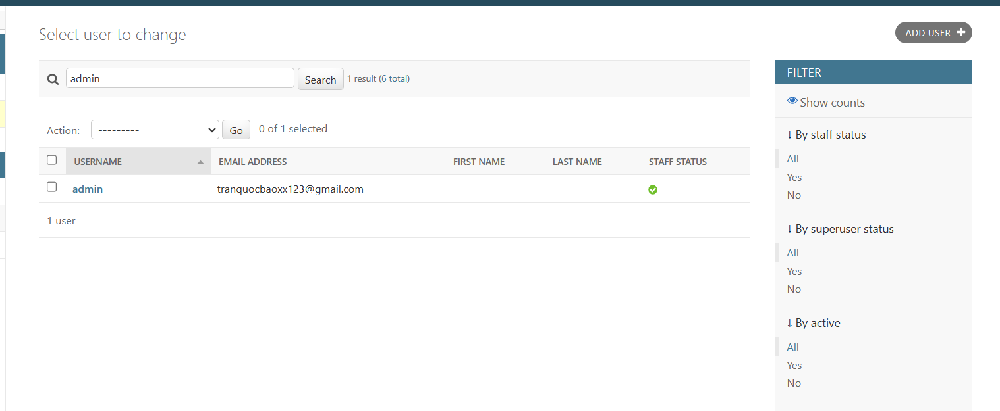 Select user to change
ADD USER
admin Search 1 result (6 total)
Action: --------- Go 0 of 1 selected
USERNAME EMAIL ADDRESS FIRST NAME LAST NAME STAFF STATUS
admin tranquocbaoxx123@gmail.com
1 user
FILTER
Show counts
↓ By staff status
All
Yes
No
↓ By superuser status
All
Yes
No
↓ By active
All
Yes
No